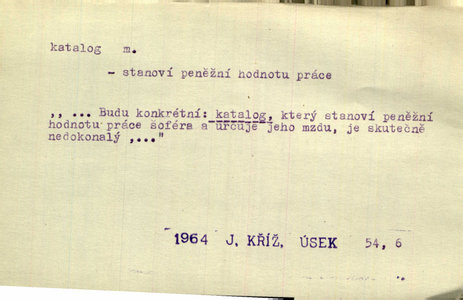 katalog m.
- stanoví peněžní hodnotu práce
,, ... Budu konkrétní: katalog, který stanoví peněžní
hodnotu práce šoféra a určuje jeho mzdu, je skutečně
nedokonalý ,..."
1964 J. KŘÍŽ, ÚSEK 54, 6